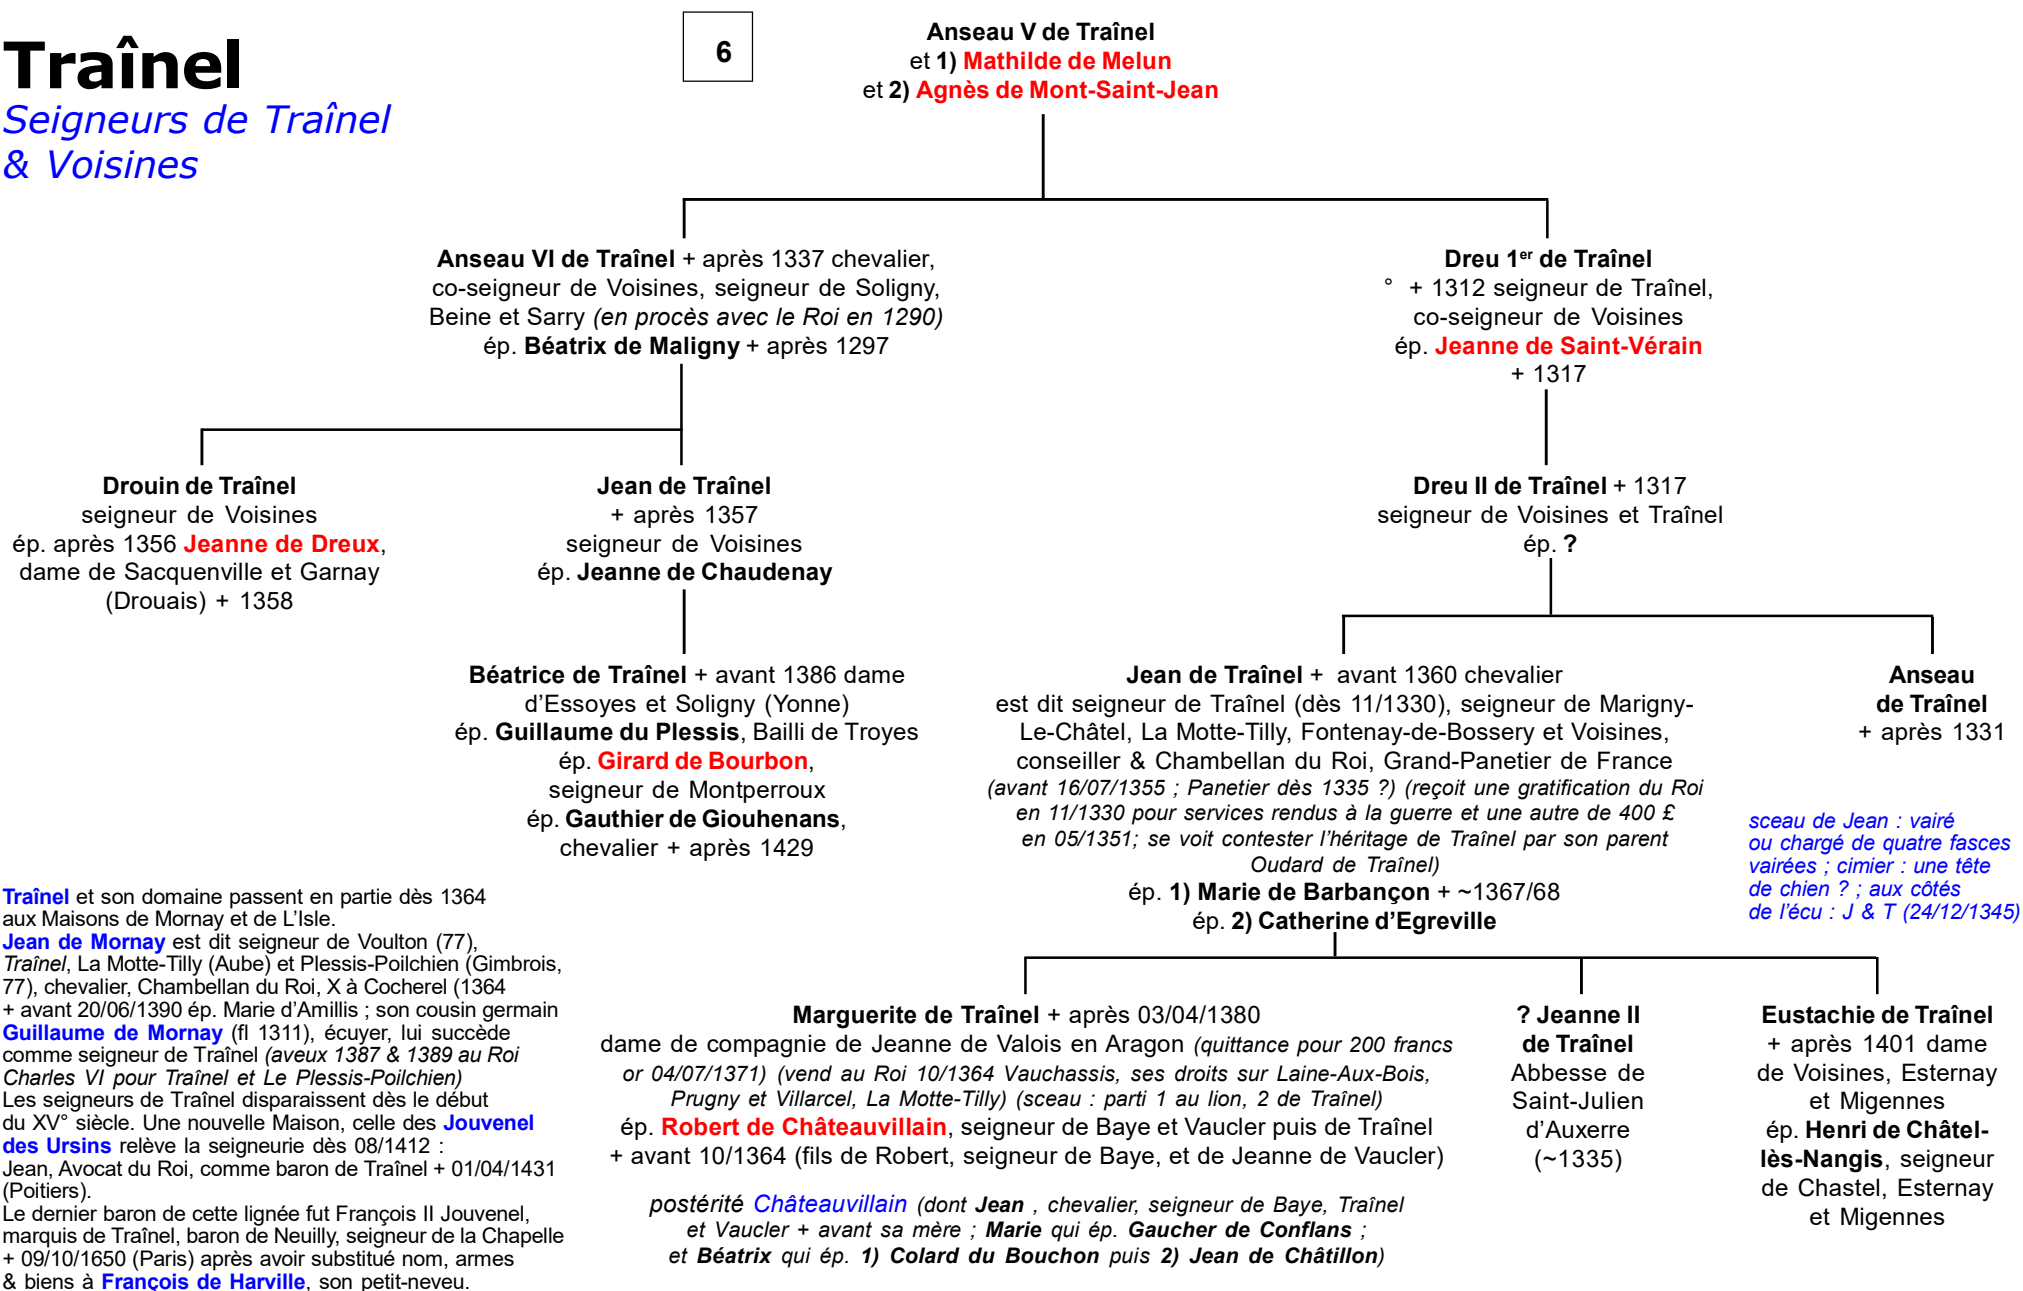 Traînel
Seigneurs de Traînel
& Voisines
6
Anseau V de Traînel
et 1) Mathilde de Melun
et 2) Agnès de Mont-Saint-Jean
Anseau VI de Traînel + après 1337 chevalier,
co-seigneur de Voisines, seigneur de Soligny,
Beine et Sarry (en procès avec le Roi en 1290)
ép. Béatrix de Maligny + après 1297
Dreu 1er de Traînel
° + 1312 seigneur de Traînel,
co-seigneur de Voisines
ép. Jeanne de Saint-Vérain
+ 1317
Drouin de Traînel
seigneur de Voisines
ép. après 1356 Jeanne de Dreux,
dame de Sacquenville et Garnay
(Drouais) + 1358
Jean de Traînel
+ après 1357
seigneur de Voisines
ép. Jeanne de Chaudenay
Dreu II de Traînel + 1317
seigneur de Voisines et Traînel
ép. ?
Béatrice de Traînel + avant 1386 dame
d'Essoyes et Soligny (Yonne)
ép. Guillaume du Plessis, Bailli de Troyes
ép. Girard de Bourbon,
seigneur de Montperroux
ép. Gauthier de Giouhenans,
chevalier + après 1429
Jean de Traînel + avant 1360 chevalier
est dit seigneur de Traînel (dès 11/1330), seigneur de Marigny-
Le-Châtel, La Motte-Tilly, Fontenay-de-Bossery et Voisines,
conseiller & Chambellan du Roi, Grand-Panetier de France
(avant 16/07/1355 ; Panetier dès 1335 ?) (reçoit une gratification du Roi
en 11/1330 pour services rendus à la guerre et une autre de 400 £
en 05/1351; se voit contester l'héritage de Traînel par son parent
Oudard de Traînel)
ép. 1) Marie de Barbançon + ~1367/68
ép. 2) Catherine d'Egreville
Anseau
de Traînel
+ après 1331
sceau de Jean : vairé
ou chargé de quatre fasces
vairées ; cimier : une tête
de chien ? ; aux côtés
de l'écu : J & T (24/12/1345)
Traînel et son domaine passent en partie dès 1364
aux Maisons de Mornay et de L'Isle.
Jean de Mornay est dit seigneur de Voulton (77),
Traînel, La Motte-Tilly (Aube) et Plessis-Poilchien (Gimbrois,
77), chevalier, Chambellan du Roi, X à Cocherel (1364
+ avant 20/06/1390 ép. Marie d'Amillis ; son cousin germain
Guillaume de Mornay (fl 1311), écuyer, lui succède
comme seigneur de Traînel (aveux 1387 & 1389 au Roi
Charles VI pour Traînel et Le Plessis-Poilchien)
Les seigneurs de Traînel disparaissent dès le début
du XV° siècle. Une nouvelle Maison, celle des Jouvenel
des Ursins relève la seigneurie dès 08/1412 :
Jean, Avocat du Roi, comme baron de Traînel + 01/04/1431
(Poitiers).
Le dernier baron de cette lignée fut François II Jouvenel,
marquis de Traînel, baron de Neuilly, seigneur de la Chapelle
+ 09/10/1650 (Paris) après avoir substitué nom, armes
& biens à François de Harville, son petit-neveu.
Marguerite de Traînel + après 03/04/1380
dame de compagnie de Jeanne de Valois en Aragon (quittance pour 200 francs
or 04/07/1371) (vend au Roi 10/1364 Vauchassis, ses droits sur Laine-Aux-Bois,
Prugny et Villarcel, La Motte-Tilly) (sceau : parti 1 au lion, 2 de Traînel)
ép. Robert de Châteauvillain, seigneur de Baye et Vaucler puis de Traînel
+ avant 10/1364 (fils de Robert, seigneur de Baye, et de Jeanne de Vaucler)
postérité Châteauvillain (dont Jean , chevalier, seigneur de Baye, Traînel
et Vaucler + avant sa mère ; Marie qui ép. Gaucher de Conflans ;
et Béatrix qui ép. 1) Colard du Bouchon puis 2) Jean de Châtillon)
? Jeanne II
de Traînel
Abbesse de
Saint-Julien
d'Auxerre
(~1335)
Eustachie de Traînel
+ après 1401 dame
de Voisines, Esternay
et Migennes
ép. Henri de Châtel-
lès-Nangis, seigneur
de Chastel, Esternay
et Migennes